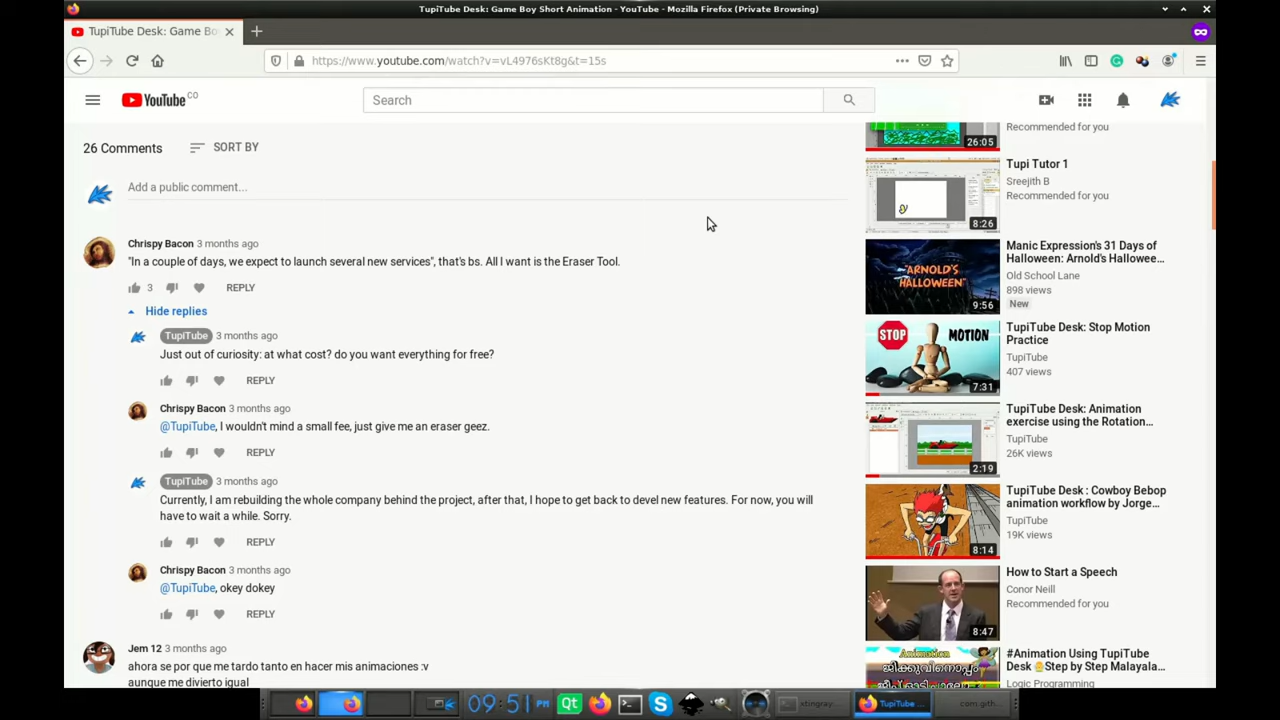 TupiTube Desk: Game Boy Short Animation - YouTube - Mozilla Firefox (Private Browsing)
TupiTube Desk: Game Bo
https://www.youtube.com/watch?v=vL4976sKt8g&t=15s
YouTube CO
Search
26 Comments
SORT BY
Add a public comment...
Chrispy Bacon 3 months ago
"In a couple of days, we expect to launch several new services", that's bs. All I want is the Eraser Tool.
3 REPLY
Hide replies
TupiTube 3 months ago
Just out of curiosity: at what cost? do you want everything for free?
REPLY
Chrispy Bacon 3 months ago
@TupiTube, I wouldn't mind a small fee, just give me an eraser geez.
REPLY
TupiTube 3 months ago
Currently, I am rebuilding the whole company behind the project, after that, I hope to get back to devel new features. For now, you will
have to wait a while. Sorry.
REPLY
Chrispy Bacon 3 months ago
@TupiTube, okey dokey
REPLY
Jem 12 3 months ago
ahora se por que me tardo tanto en hacer mis animaciones :v
aunque me divierto igual
26:05
Recommended for you
8:26
Tupi Tutor 1
Sreejith B
Recommended for you
"ARNOLD'S
HALLOWEEN"
9:56
Manic Expression's 31 Days of
Halloween: Arnold's Hallowee...
Old School Lane
898 views
New
STOP MOTION
7:31
TupiTube Desk: Stop Motion
Practice
TupiTube
407 views
2:19
TupiTube Desk: Animation
exercise using the Rotation...
TupiTube
26K views
8:14
TupiTube Desk : Cowboy Bebop
animation workflow by Jorge...
TupiTube
19K views
8:47
How to Start a Speech
Conor Neill
Recommended for you
Animation
ജിക്കുവിനൊപ്പം
#Animation Using TupiTube
Desk Step by Step Malayala...
Logic Programming
09:51 PM
Qt
xtingray:
TupiTube ...
com.gith